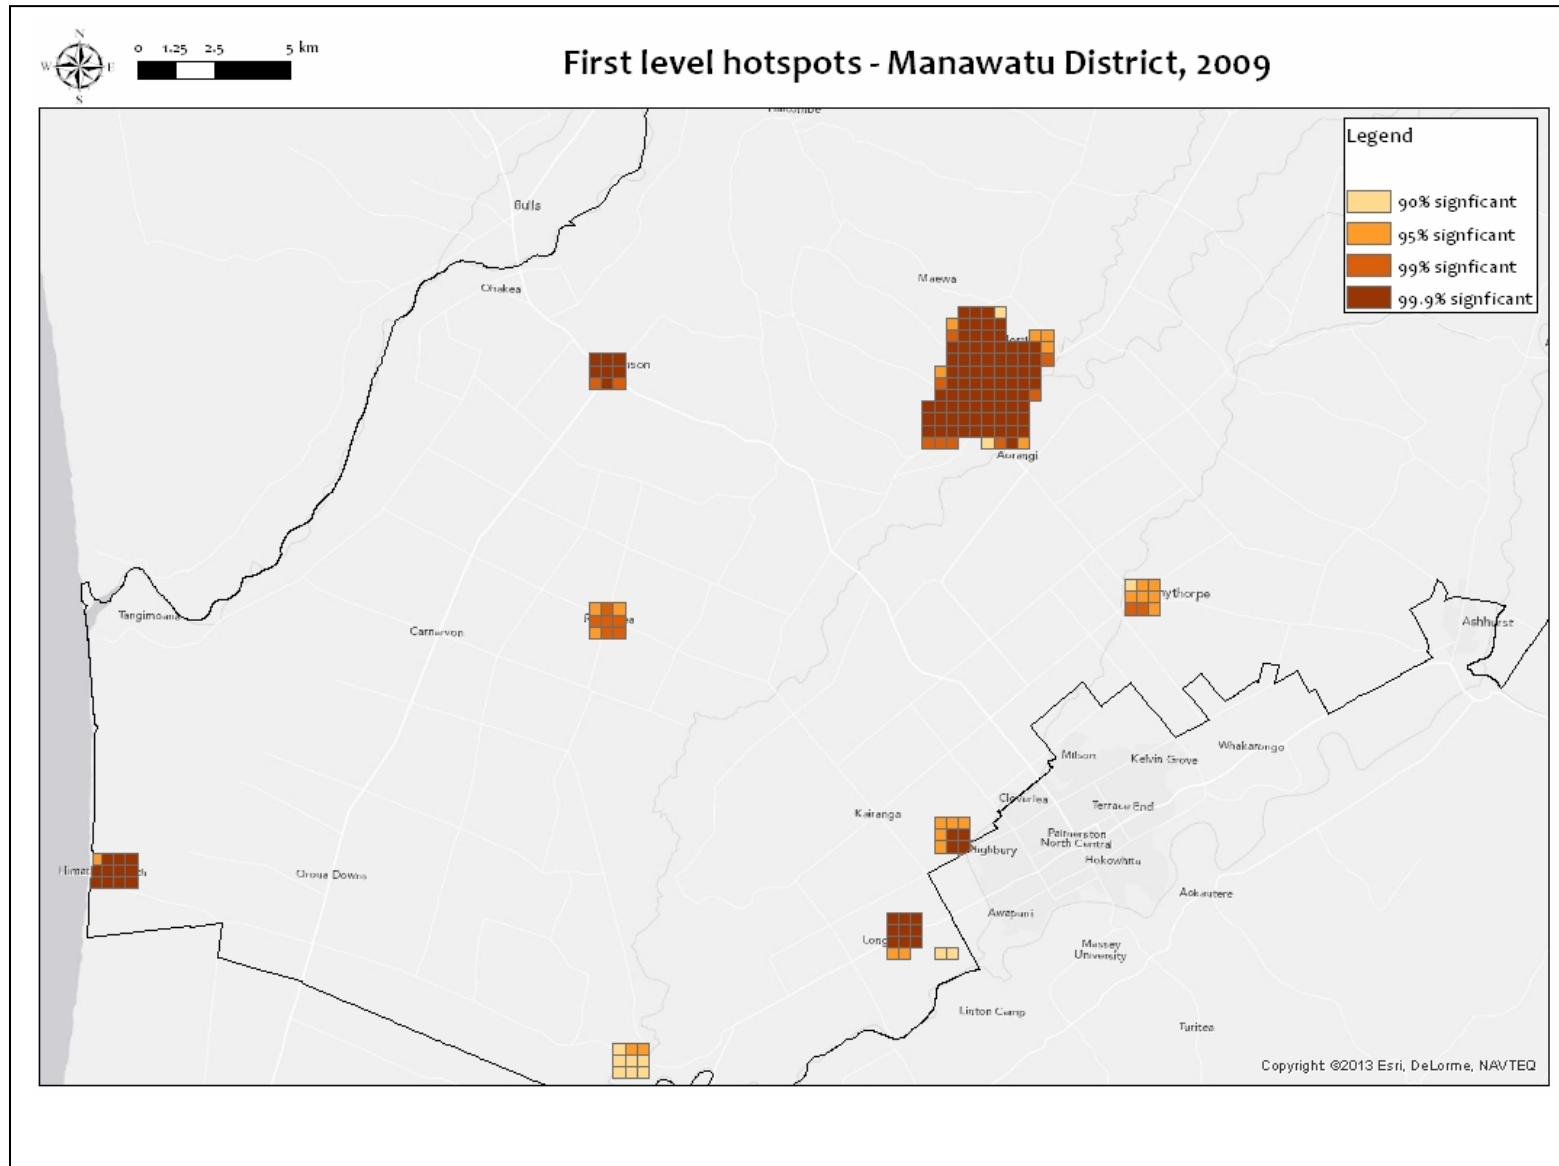 N
W E
S
0 1.25 2.5 5 km
First level hotspots - Manawatu District, 2009
Legend
90% signficant
95% signficant
99% signficant
99.9% signficant
Bulls
Ohakea
Maewa
Aorangi
Tangimoana
Carnarvon
Ashhurst
Milson
Kelvin Grove
Whakarongo
Cloverlea
Terrace End
Kairanga
Palmerston
North Central
Highbury
Hokowhitu
Oroua Downs
Aokautere
Awapuni
Massey
University
Linton Camp
Turitea
Copyright ©2013 Esri, DeLorme, NAVTEQ